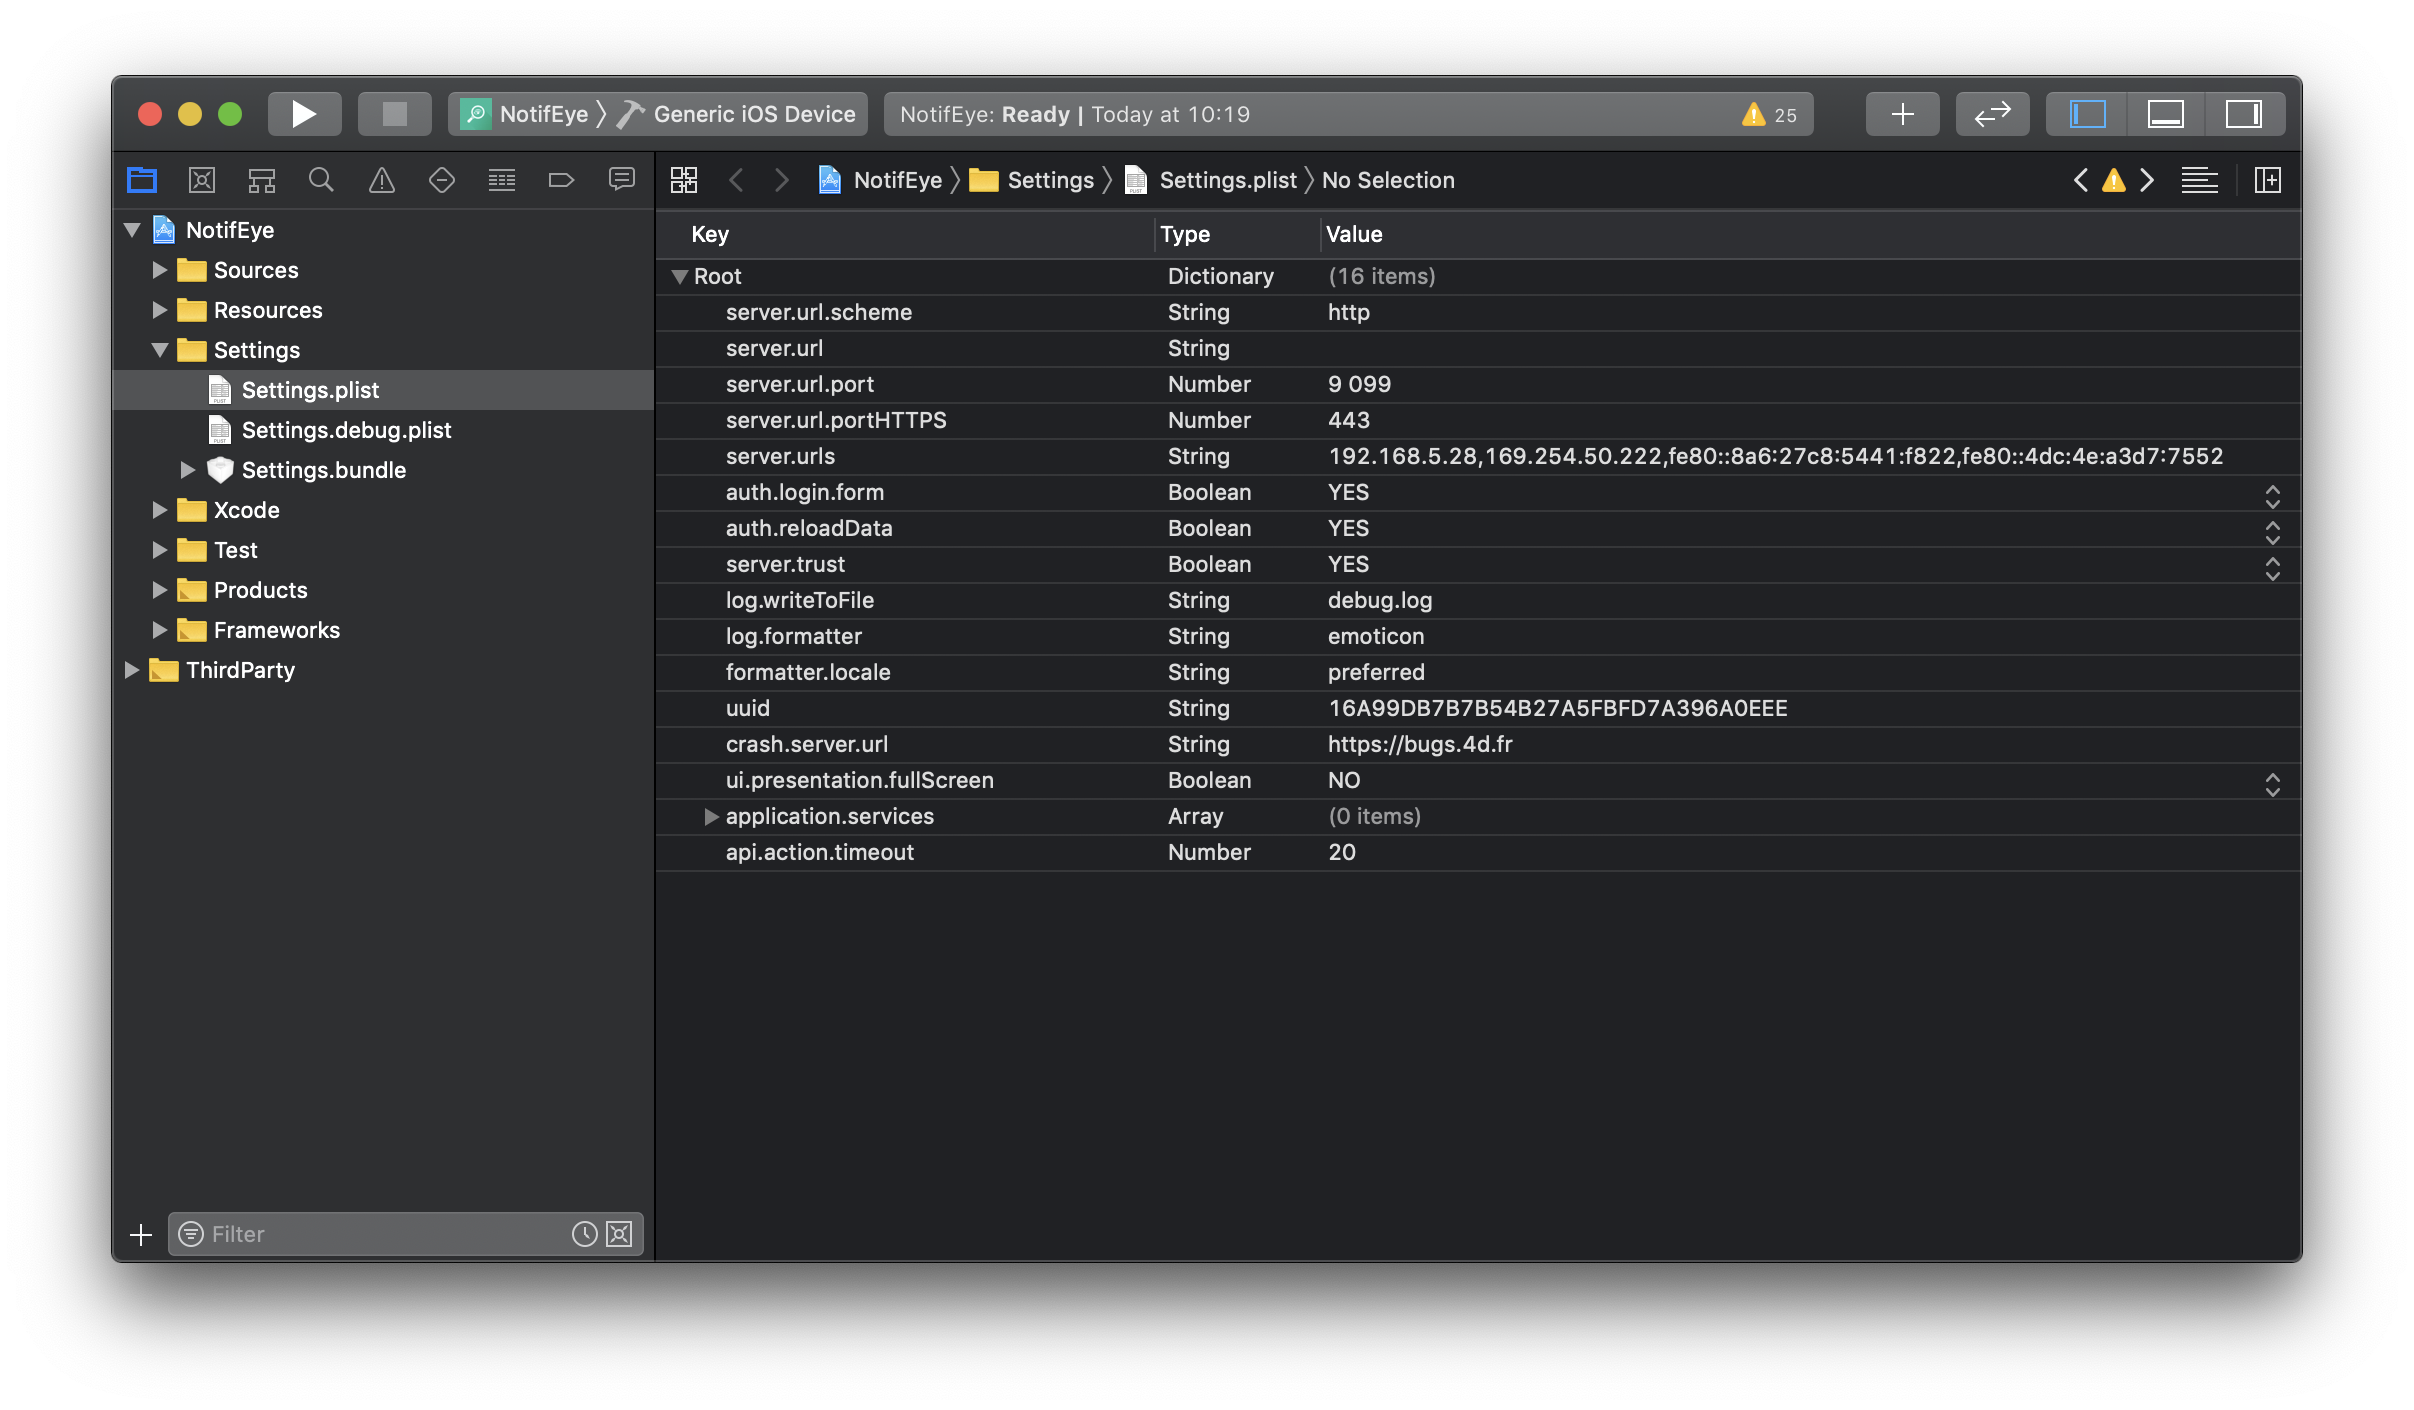 NotifEye Generic iOS Device NotifEye: Ready | Today at 10:19 25
NotifEye Settings Settings.plist No Selection
NotifEye
Sources
Resources
Settings
Settings.plist
Settings.debug.plist
Settings.bundle
Xcode
Test
Products
Frameworks
ThirdParty
Filter
Key Type Value
Root Dictionary (16 items)
server.url.scheme String http
server.url String
server.url.port Number 9 099
server.url.portHTTPS Number 443
server.urls String 192.168.5.28,169.254.50.222,fe80::8a6:27c8:5441:f822,fe80::4dc:4e:a3d7:7552
auth.login.form Boolean YES
auth.reloadData Boolean YES
server.trust Boolean YES
log.writeToFile String debug.log
log.formatter String emoticon
formatter.locale String preferred
uuid String 16A99DB7B7B54B27A5FBFD7A396A0EEE
crash.server.url String https://bugs.4d.fr
ui.presentation.fullScreen Boolean NO
application.services Array (0 items)
api.action.timeout Number 20